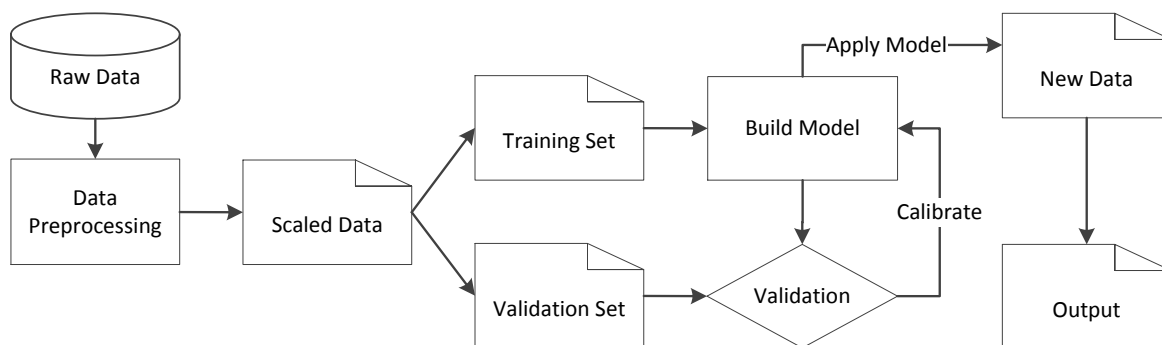 Raw Data
Data
Preprocessing
Scaled Data
Training Set
Validation Set
Build Model
Validation
Calibrate
Apply Model
New Data
Output